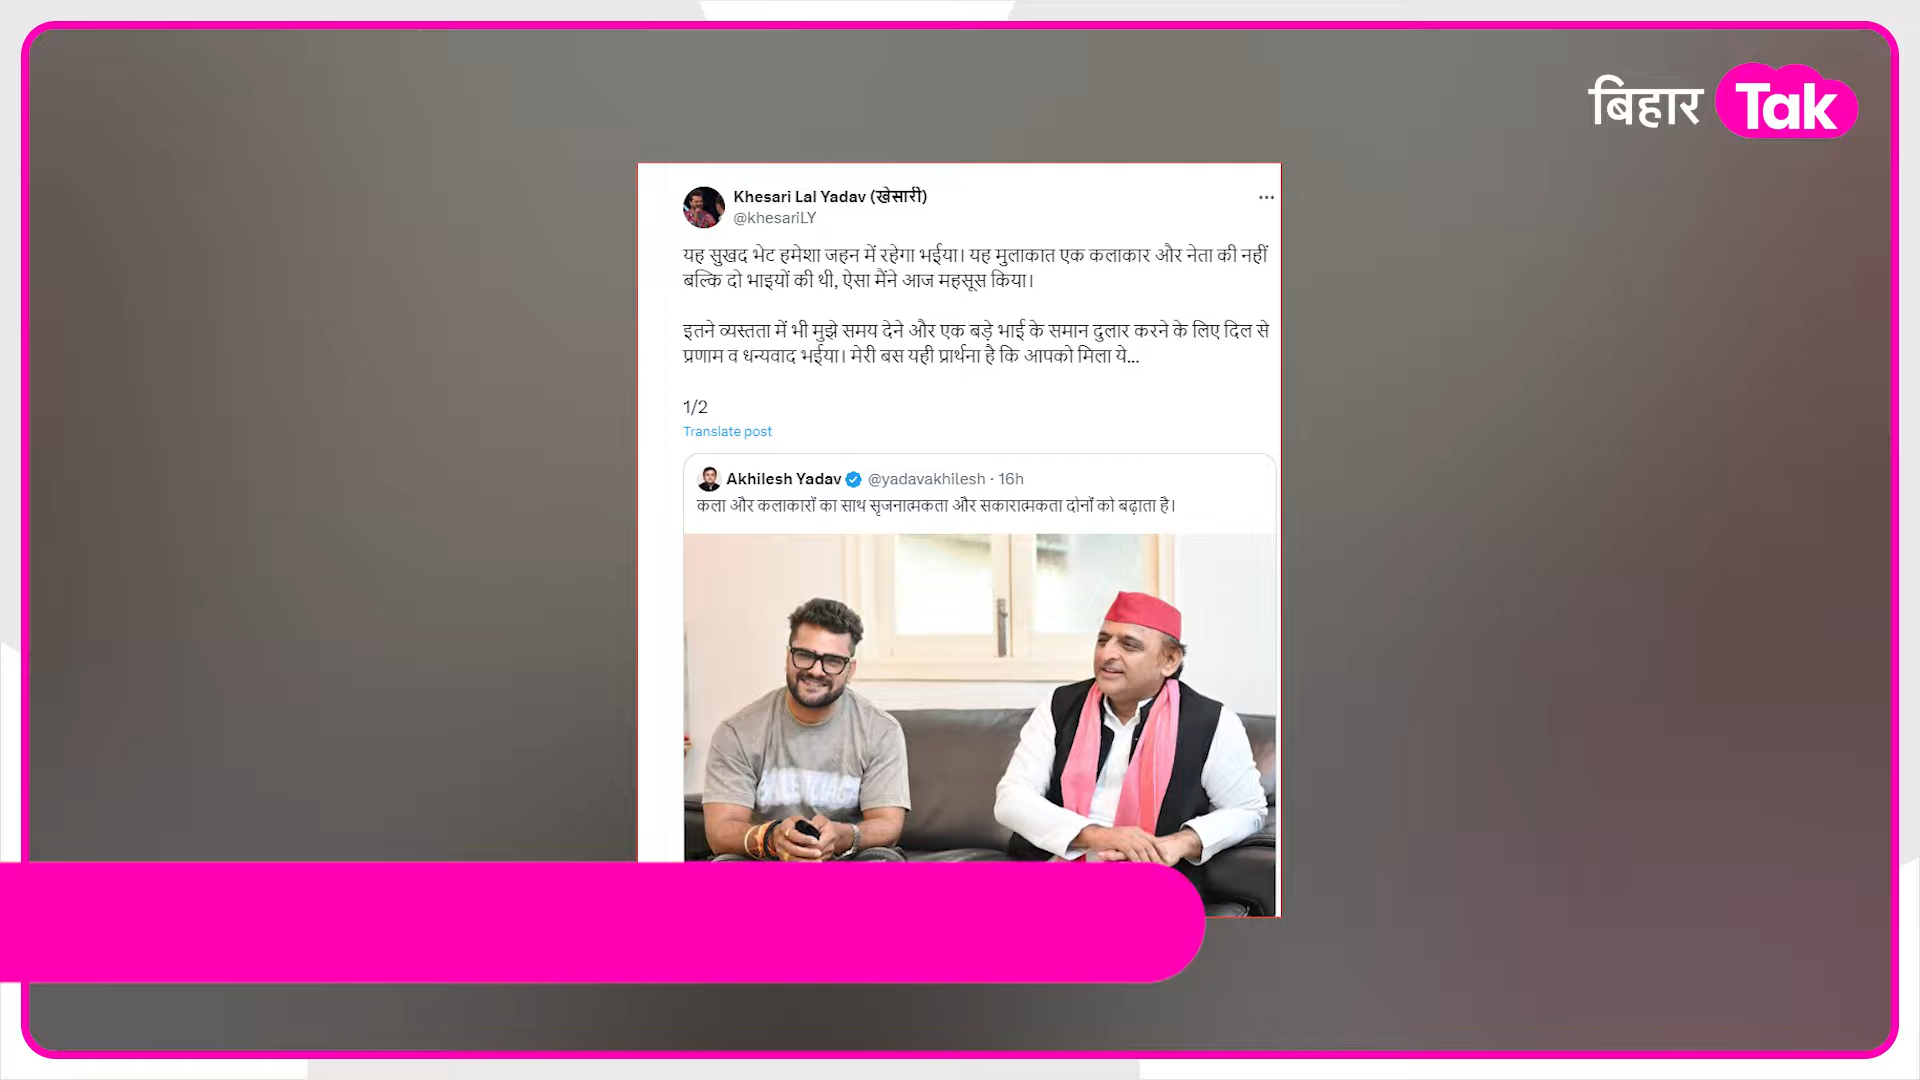 बिहार Tak
Khesari Lal Yadav (खेसारी)
@khesariLY
यह सुखद भेट हमेशा जहन में रहेगा भईया। यह मुलाकात एक कलाकार और नेता की नहीं
बल्कि दो भाइयों की थी, ऐसा मैंने आज महसूस किया।
इतने व्यस्तता में भी मुझे समय देने और एक बड़े भाई के समान दुलार करने के लिए दिल से
प्रणाम व धन्यवाद भईया। मेरी बस यही प्रार्थना है कि आपको मिला ये...
1/2
Translate post
Akhilesh Yadav @yadavakhilesh · 16h
कला और कलाकारों का साथ सृजनात्मकता और सकारात्मकता दोनों को बढ़ाता है।